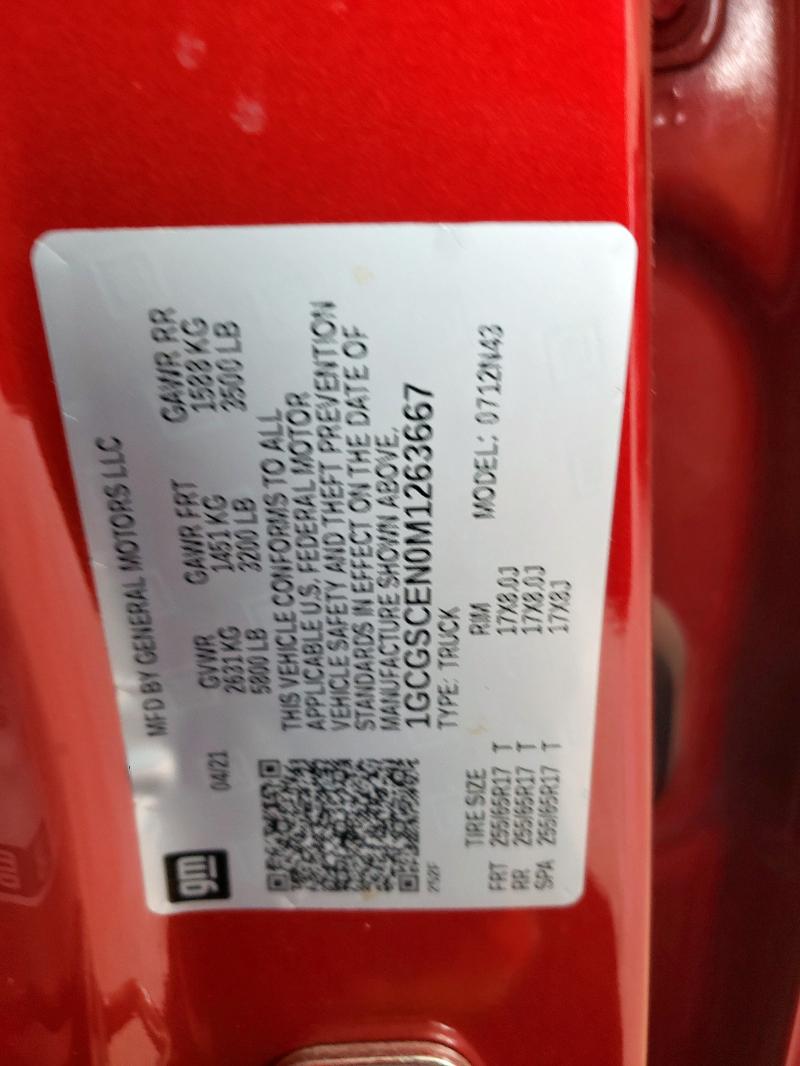 gm
MFD BY GENERAL MOTORS LLC
04/21
GVWR GAWR FRT GAWR RR
2631 KG 1451 KG 1588 KG
5800 LB 3200 LB 3500 LB
THIS VEHICLE CONFORMS TO ALL
APPLICABLE U.S. FEDERAL MOTOR
VEHICLE SAFETY AND THEFT PREVENTION
STANDARDS IN EFFECT ON THE DATE OF
MANUFACTURE SHOWN ABOVE.
1GCGSCEN0M1263667
TYPE: TRUCK
TIRE SIZE RIM MODEL: 0712N43
FRT 255/65R17 T 17X8.0J
RR 255/65R17 T 17X8.0J
SPA 255/65R17 T 17X8J